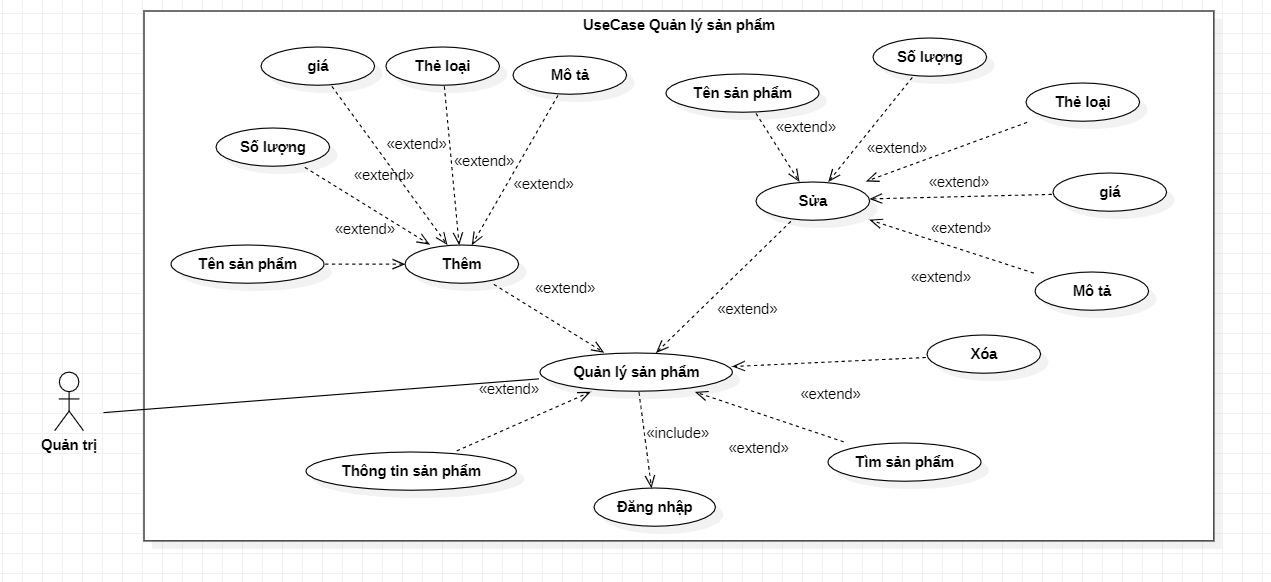 UseCase Quản lý sản phẩm
giá
Thẻ loại
Mô tả
Số lượng
Tên sản phẩm
Thẻ loại
Số lượng
«extend»
«extend»
«extend»
«extend»
«extend»
«extend»
«extend»
«extend»
giá
Sửa
«extend»
«extend»
Tên sản phẩm
Thêm
«extend»
«extend»
Mô tả
«extend»
Xóa
Quản lý sản phẩm
«extend»
«extend»
Quản trị
«include»
«extend»
Thông tin sản phẩm
Tìm sản phẩm
Đăng nhập